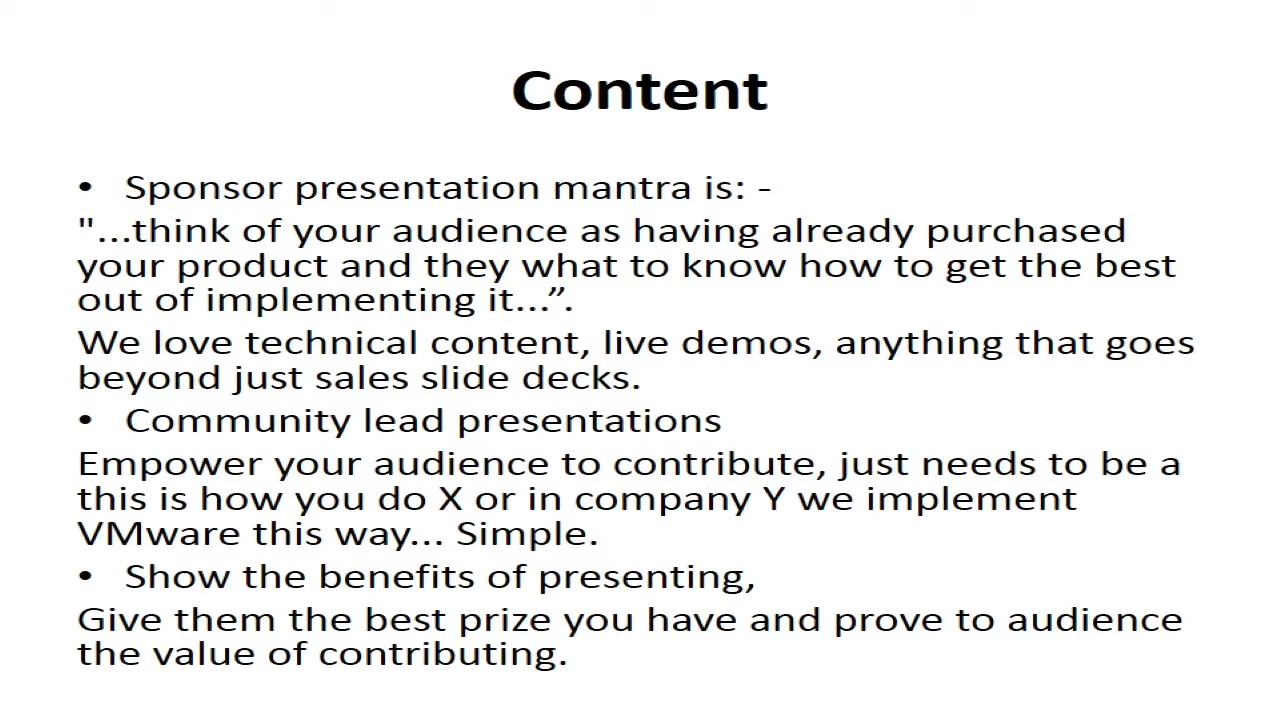 Content
• Sponsor presentation mantra is: -
"...think of your audience as having already purchased
your product and they what to know how to get the best
out of implementing it...”.
We love technical content, live demos, anything that goes
beyond just sales slide decks.
• Community lead presentations
Empower your audience to contribute, just needs to be a
this is how you do X or in company Y we implement
VMware this way... Simple.
• Show the benefits of presenting,
Give them the best prize you have and prove to audience
the value of contributing.